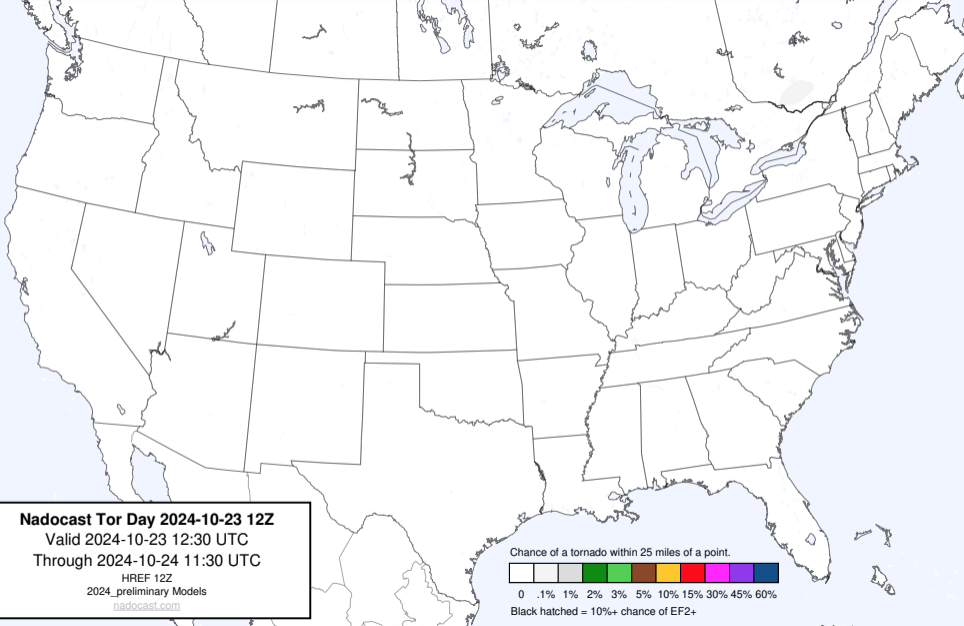 Nadocast Tor Day 2024-10-23 12Z
Valid 2024-10-23 12:30 UTC
Through 2024-10-24 11:30 UTC
HREF 12Z
2024_preliminary Models
nadocast.com
Chance of a tornado within 25 miles of a point.
0 .1% 1% 2% 3% 5% 10% 15% 30% 45% 60%
Black hatched = 10%+ chance of EF2+